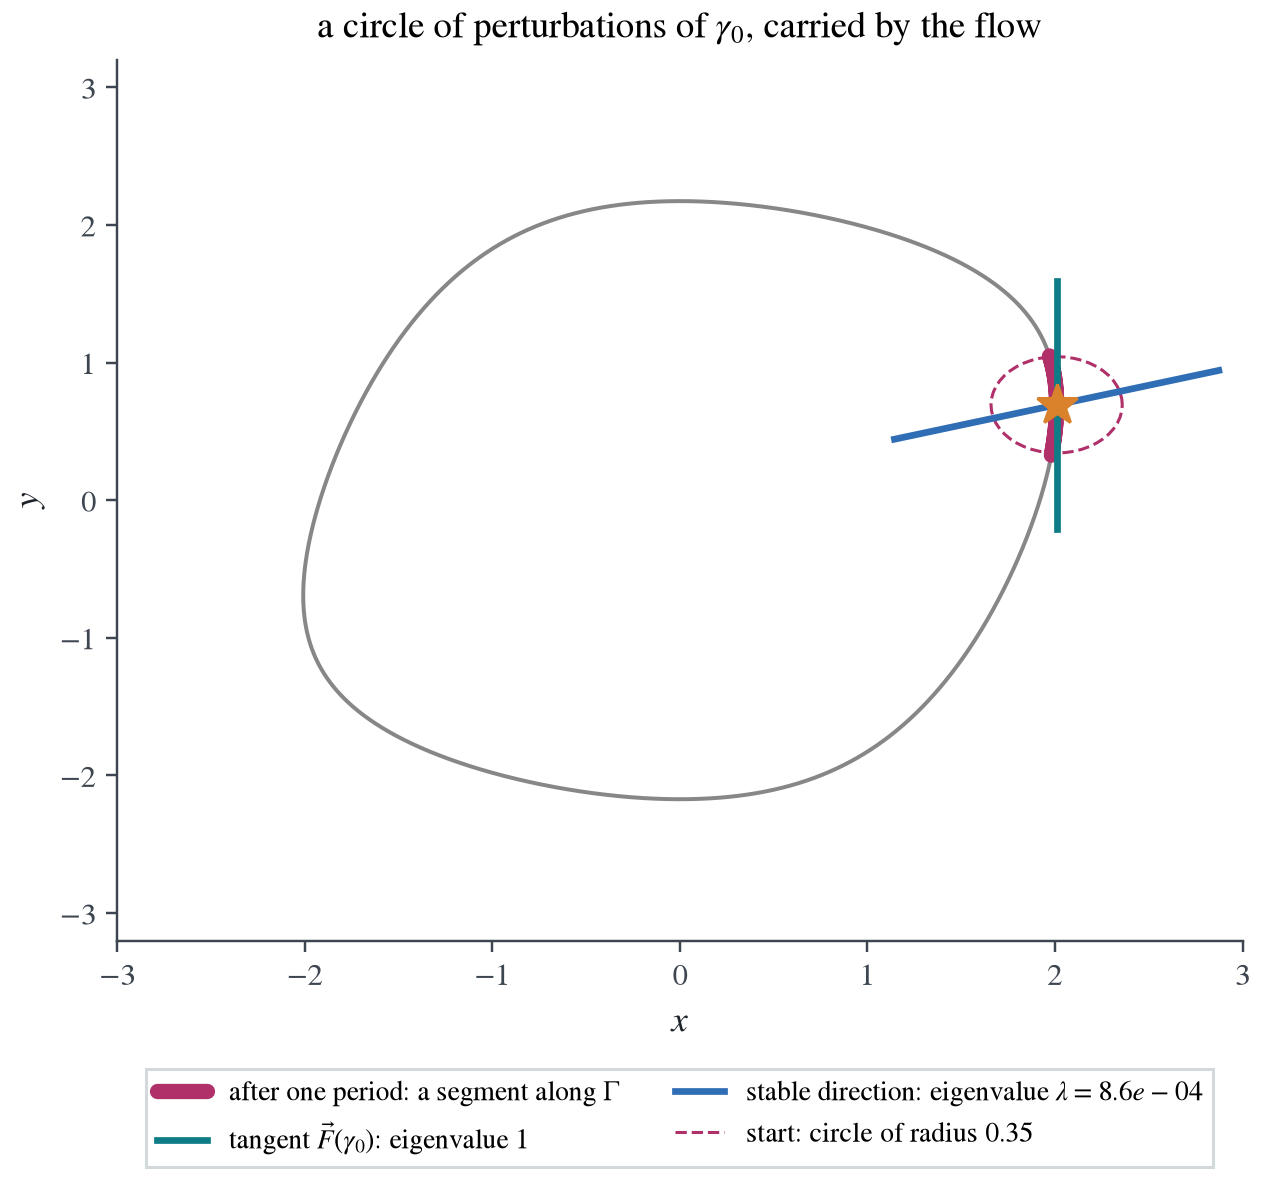 a circle of perturbations of γ₀, carried by the flow
3
2
1
0
−1
−2
−3
y
−3
−2
−1
0
1
2
3
x
after one period: a segment along Γ
tangent F⃗(γ₀): eigenvalue 1
stable direction: eigenvalue λ = 8.6e − 04
start: circle of radius 0.35